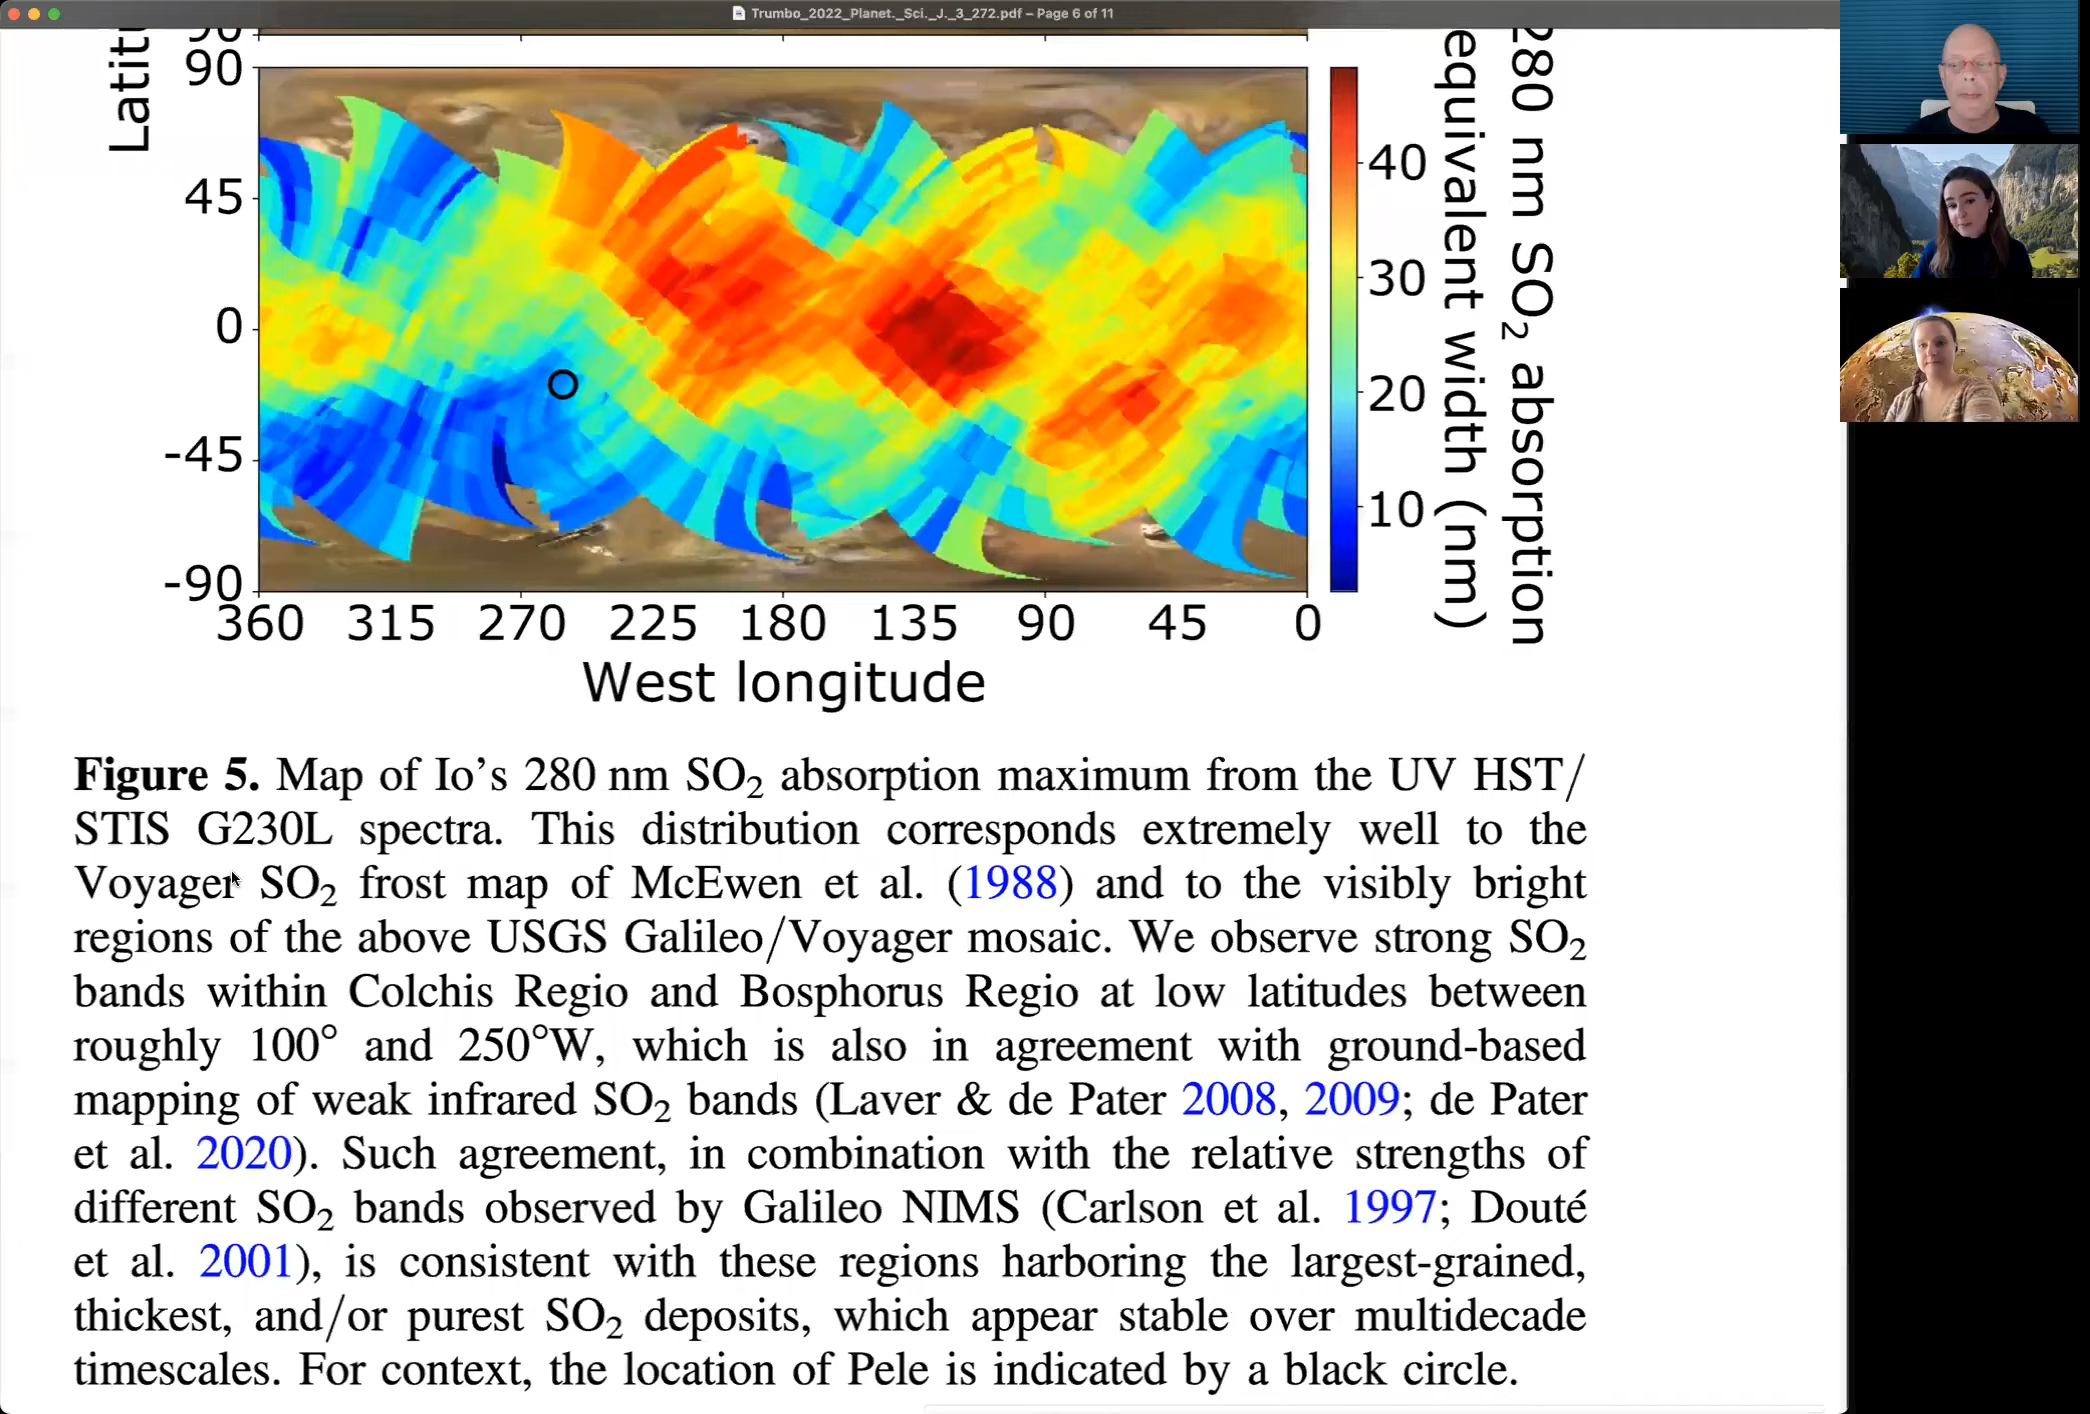 Trumbo_2022_Planet._Sci._J._3_272.pdf – Page 6 of 11
90
Latitu
90
45
0
-45
-90
360 315 270 225 180 135 90 45 0
West longitude
40
30
20
10
280 nm SO₂ absorption
equivalent width (nm)
Figure 5. Map of Io’s 280 nm SO₂ absorption maximum from the UV HST/
STIS G230L spectra. This distribution corresponds extremely well to the
Voyager SO₂ frost map of McEwen et al. (1988) and to the visibly bright
regions of the above USGS Galileo/Voyager mosaic. We observe strong SO₂
bands within Colchis Regio and Bosphorus Regio at low latitudes between
roughly 100° and 250°W, which is also in agreement with ground-based
mapping of weak infrared SO₂ bands (Laver & de Pater 2008, 2009; de Pater
et al. 2020). Such agreement, in combination with the relative strengths of
different SO₂ bands observed by Galileo NIMS (Carlson et al. 1997; Douté
et al. 2001), is consistent with these regions harboring the largest-grained,
thickest, and/or purest SO₂ deposits, which appear stable over multidecade
timescales. For context, the location of Pele is indicated by a black circle.